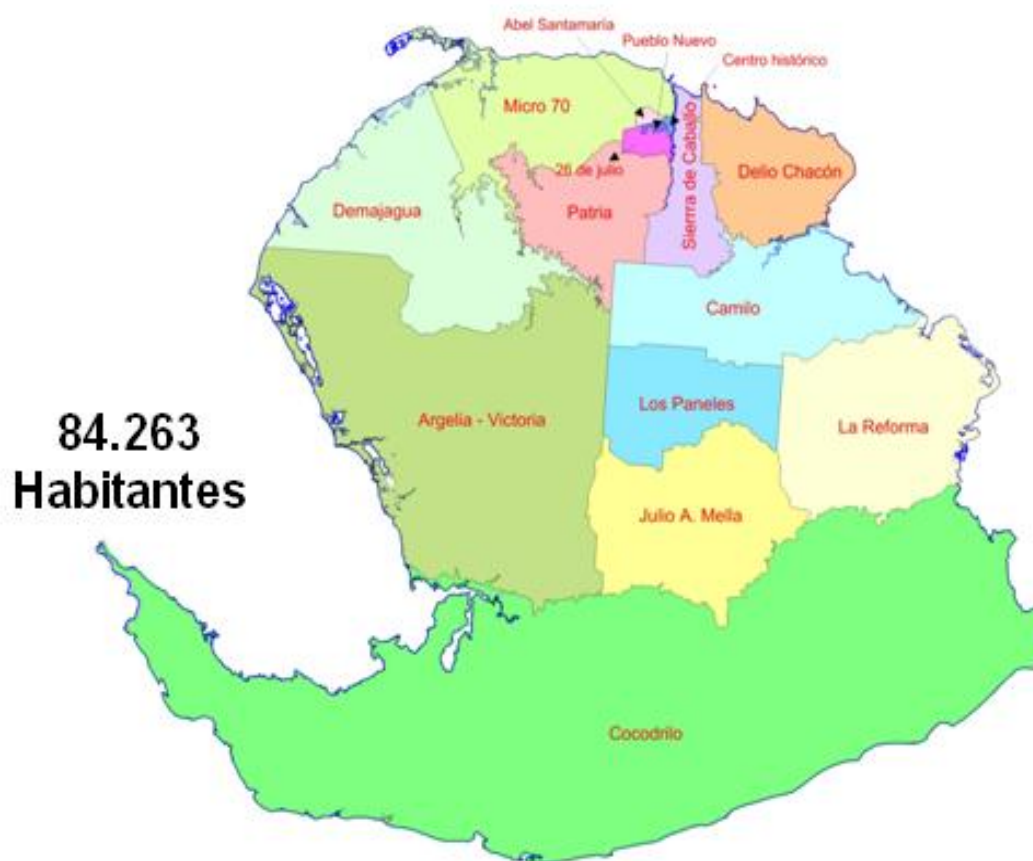 Abel Santamaría
Pueblo Nuevo
Centro histórico
Micro 70
Sierrra de Caballo
26 de julio
Delio Chacón
Demajagua
Patria
Camilo
Los Paneles
Argelia - Victoria
La Reforma
84.263
Habitantes
Julio A. Mella
Cocodrilo